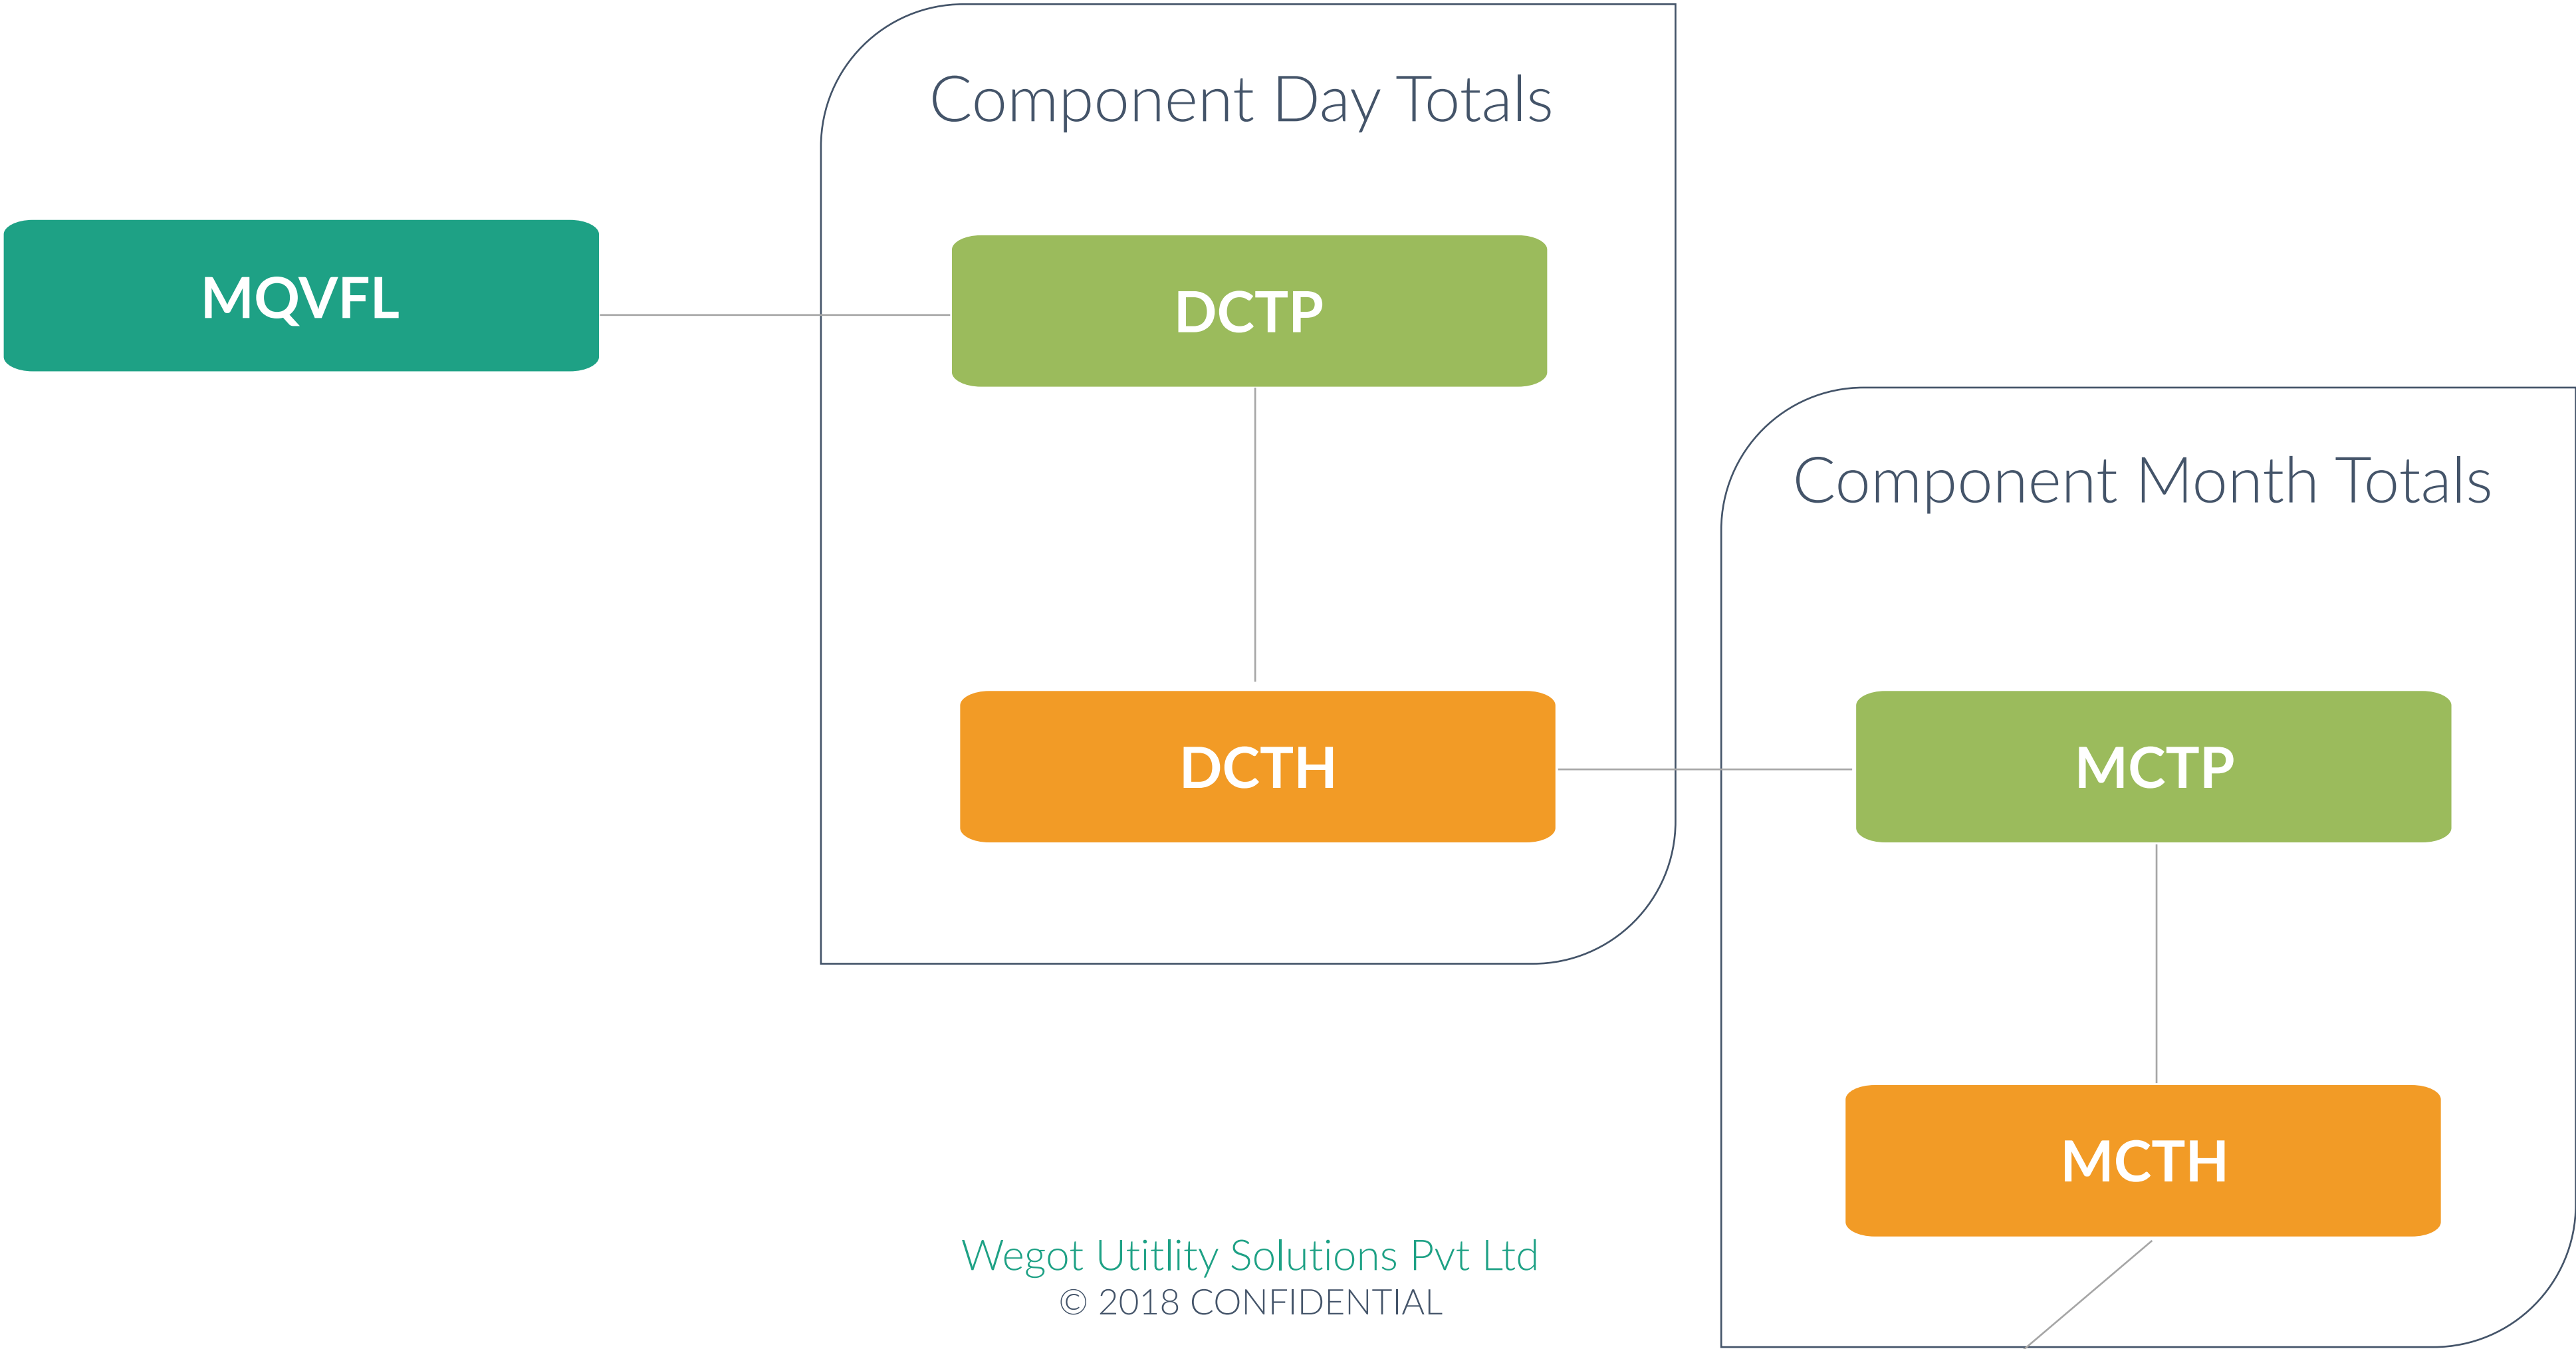 Component Day Totals
MQVFL
DCTP
Component Month Totals
DCTH
MCTP
MCTH
Wegot Utitlity Solutions Pvt Ltd
© 2018 CONFIDENTIAL